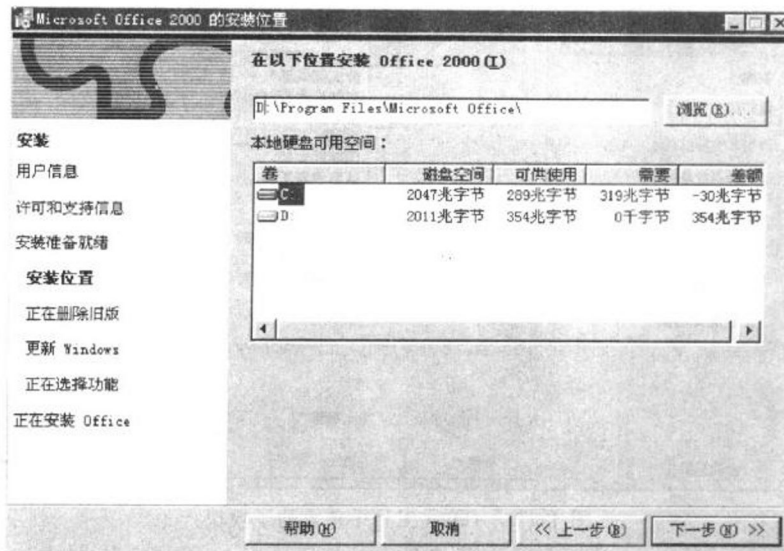 Microsoft Office 2000 的安装位置
在以下位置安装 Office 2000(I)
D:\Program Files\Microsoft Office\
浏览(R)...
本地硬盘可用空间：
卷 磁盘空间 可供使用 需要 差额
C: 2047兆字节 289兆字节 319兆字节 -30兆字节
D: 2011兆字节 354兆字节 0千字节 354兆字节
安装
用户信息
许可和支持信息
安装准备就绪
安装位置
正在删除旧版
更新 Windows
正在选择功能
正在安装 Office
帮助(H)
取消
<< 上一步(B)
下一步(N) >>